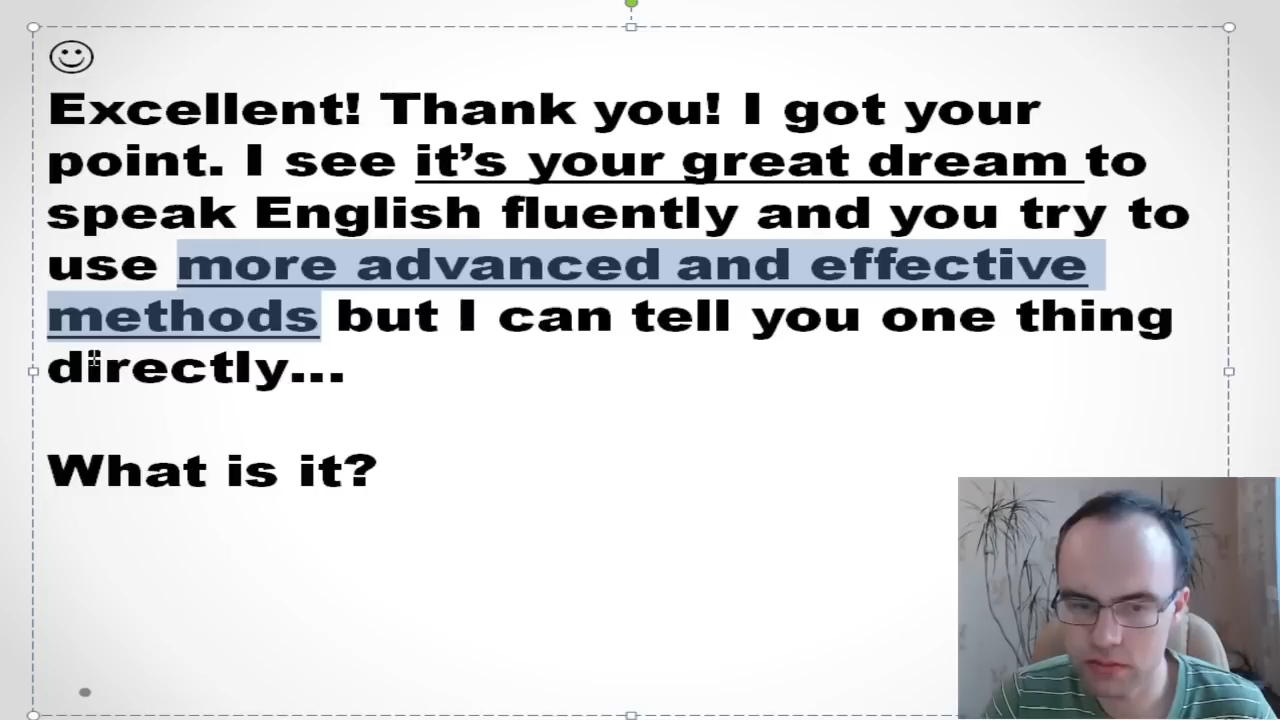 Excellent! Thank you! I got your
point. I see it’s your great dream to
speak English fluently and you try to
use more advanced and effective
methods but I can tell you one thing
directly...
What is it?